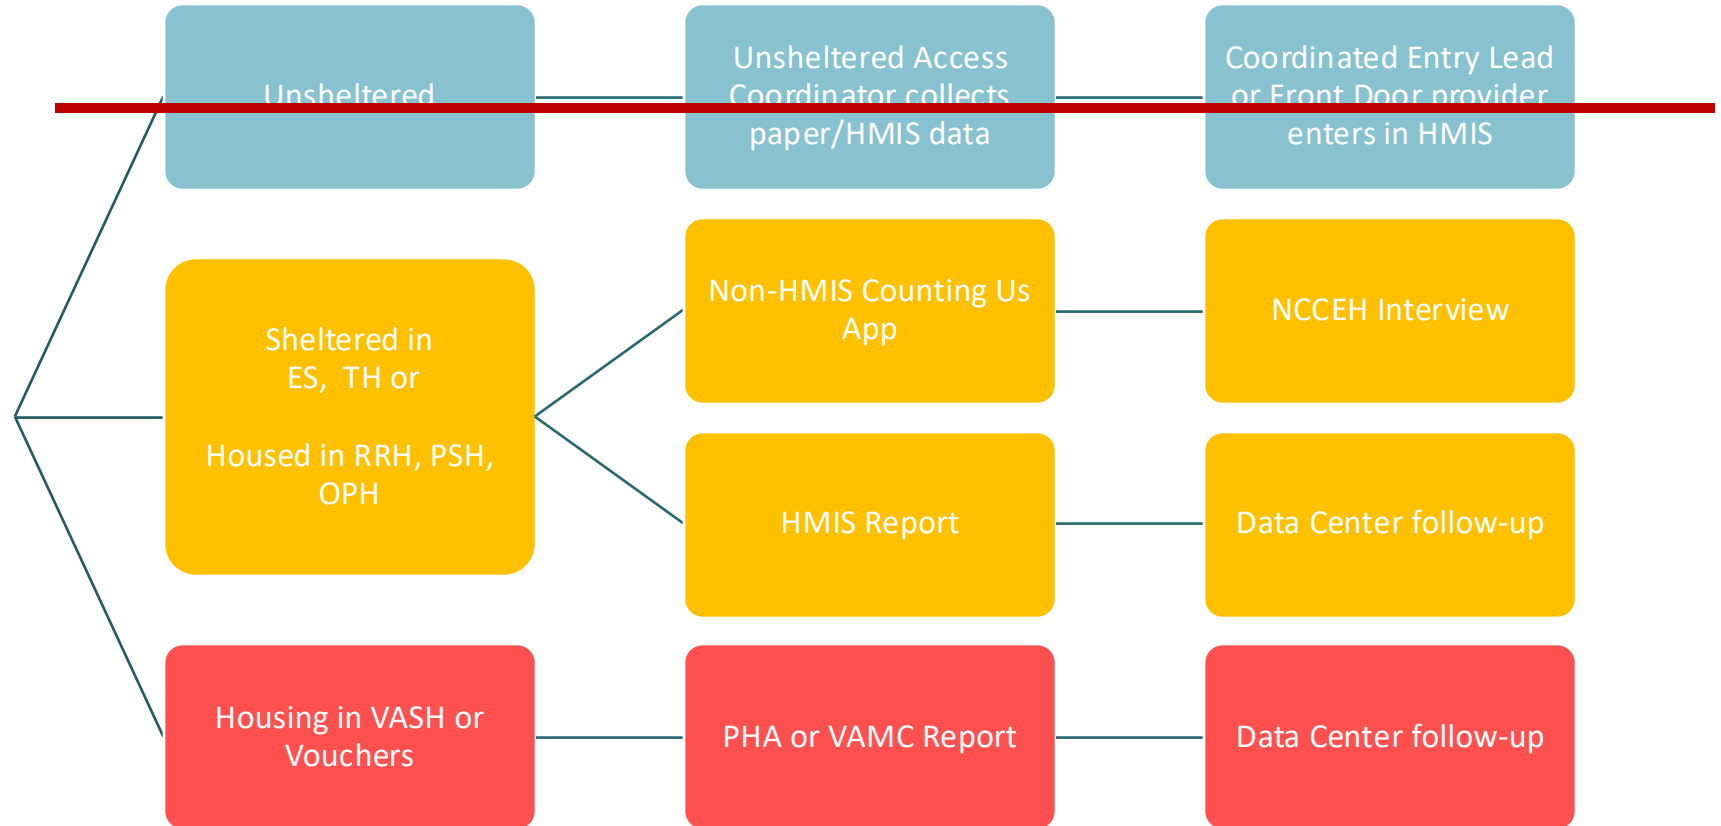 Unsheltered
Unsheltered Access
Coordinator collects
paper/HMIS data
Coordinated Entry Lead
or Front Door provider
enters in HMIS
Sheltered in
ES, TH or
Housed in RRH, PSH,
OPH
Non-HMIS Counting Us
App
NCCEH Interview
HMIS Report
Data Center follow-up
Housing in VASH or
Vouchers
PHA or VAMC Report
Data Center follow-up